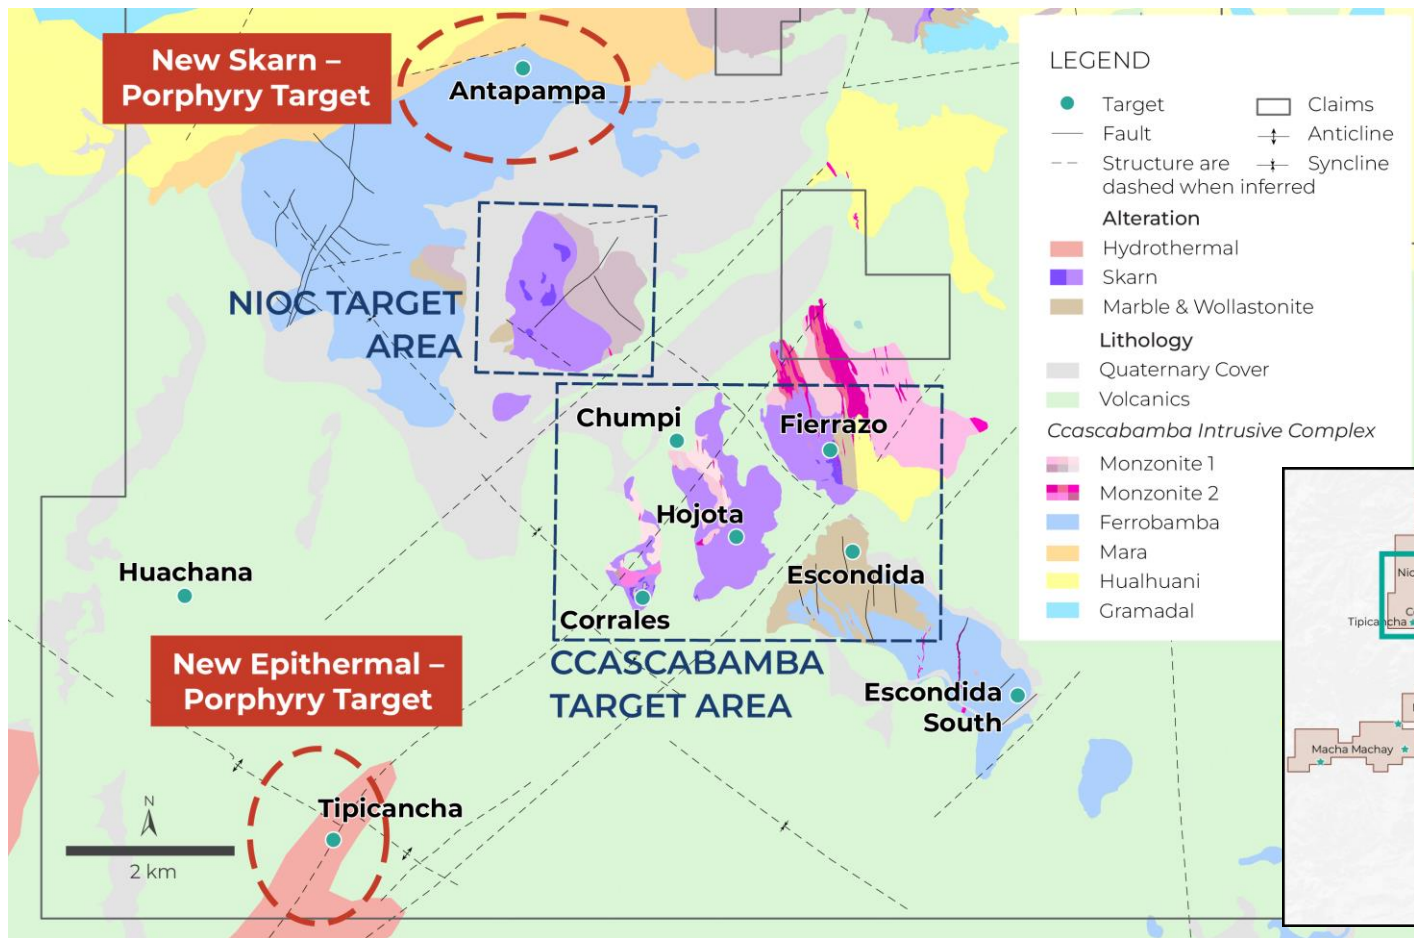 New Skarn –
Porphyry Target
Antapampa
NIOC TARGET
AREA
Chumpi
Fierrazo
Hojota
Huachana
Escondida
Corrales
New Epithermal –
Porphyry Target
CCASCABAMBA
TARGET AREA
Escondida
South
Tipicancha
N
2 km
LEGEND
Target
Claims
Fault
Anticline
Structure are
dashed when inferred
Syncline
Alteration
Hydrothermal
Skarn
Marble & Wollastonite
Lithology
Quaternary Cover
Volcanics
Ccascabamba Intrusive Complex
Monzonite 1
Monzonite 2
Ferrobamba
Mara
Hualhuani
Gramadal
Tipicancha
Macha Machay